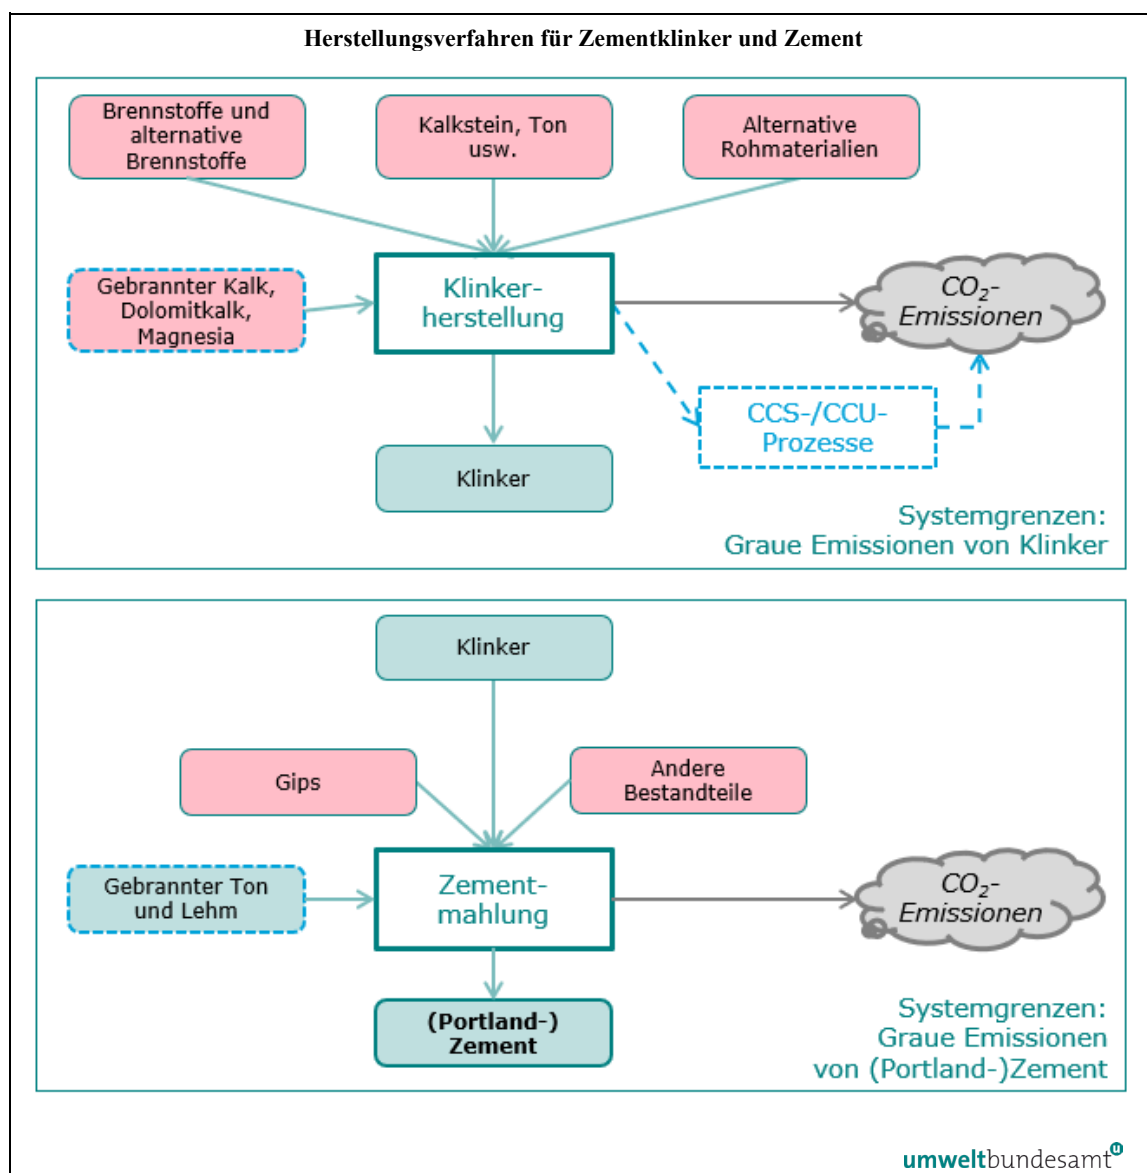 Herstellungsverfahren für Zementklinker und Zement
Brennstoffe und
alternative
Brennstoffe
Kalkstein, Ton
usw.
Alternative
Rohmaterialien
Gebrannter Kalk,
Dolomitkalk,
Magnesia
Klinker-
herstellung
CO₂-
Emissionen
CCS-/CCU-
Prozesse
Klinker
Systemgrenzen:
Graue Emissionen von Klinker
Klinker
Gips
Andere
Bestandteile
Gebrannter Ton
und Lehm
Zement-
mahlung
CO₂-
Emissionen
(Portland-)
Zement
Systemgrenzen:
Graue Emissionen
von (Portland-)Zement
umweltbundesamt